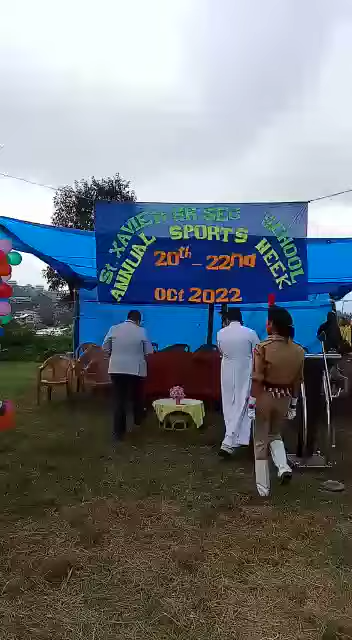 St. XAVIER HR SEC SCHOOL
ANNUAL SPORTS WEEK
20th - 22nd
OCt 2022